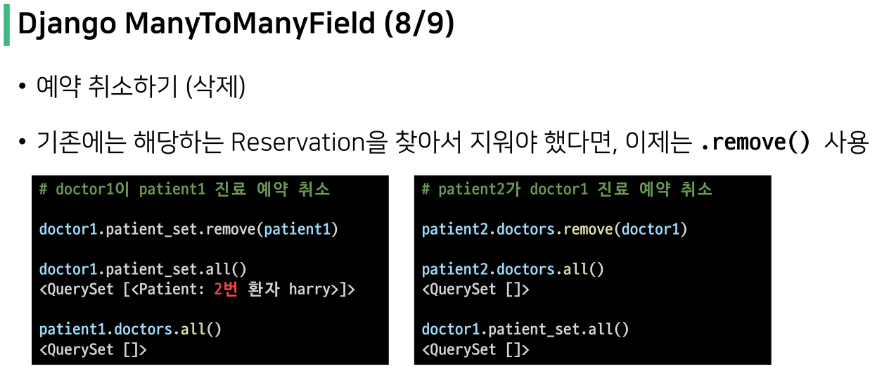 Django ManyToManyField (8/9)
• 예약 취소하기 (삭제)
• 기존에는 해당하는 Reservation을 찾아서 지워야 했다면, 이제는 .remove() 사용
# doctor1이 patient1 진료 예약 취소
doctor1.patient_set.remove(patient1)
doctor1.patient_set.all()
<QuerySet [<Patient: 2번 환자 harry>]>
patient1.doctors.all()
<QuerySet []>
# patient2가 doctor1 진료 예약 취소
patient2.doctors.remove(doctor1)
patient2.doctors.all()
<QuerySet []>
doctor1.patient_set.all()
<QuerySet []>